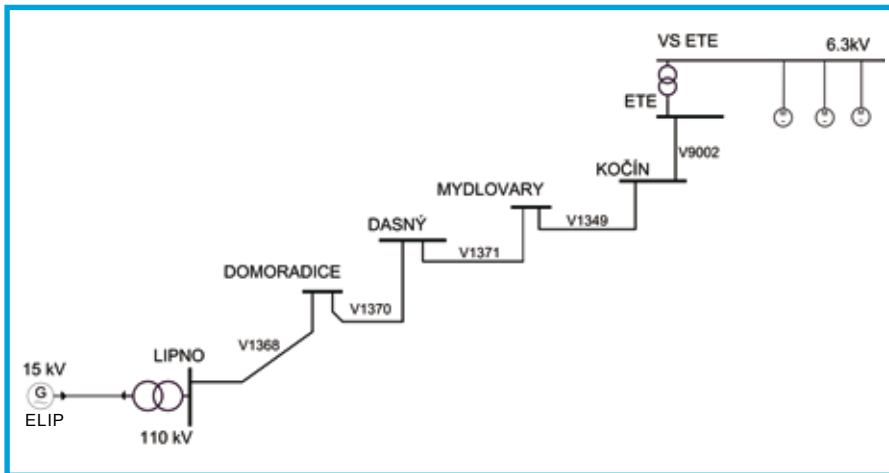 VS ETE
6.3kV
ETE
V9002
KOČÍN
MYDLOVARY
V1349
DASNÝ
V1371
DOMORADICE
V1370
V1368
LIPNO
15 kV
G
ELIP
110 kV